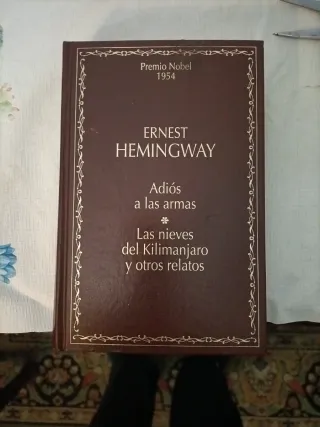 Premio Nobel
1954
ERNEST
HEMINGWAY
Adiós
a las armas
*
Las nieves
del Kilimanjaro
y otros relatos